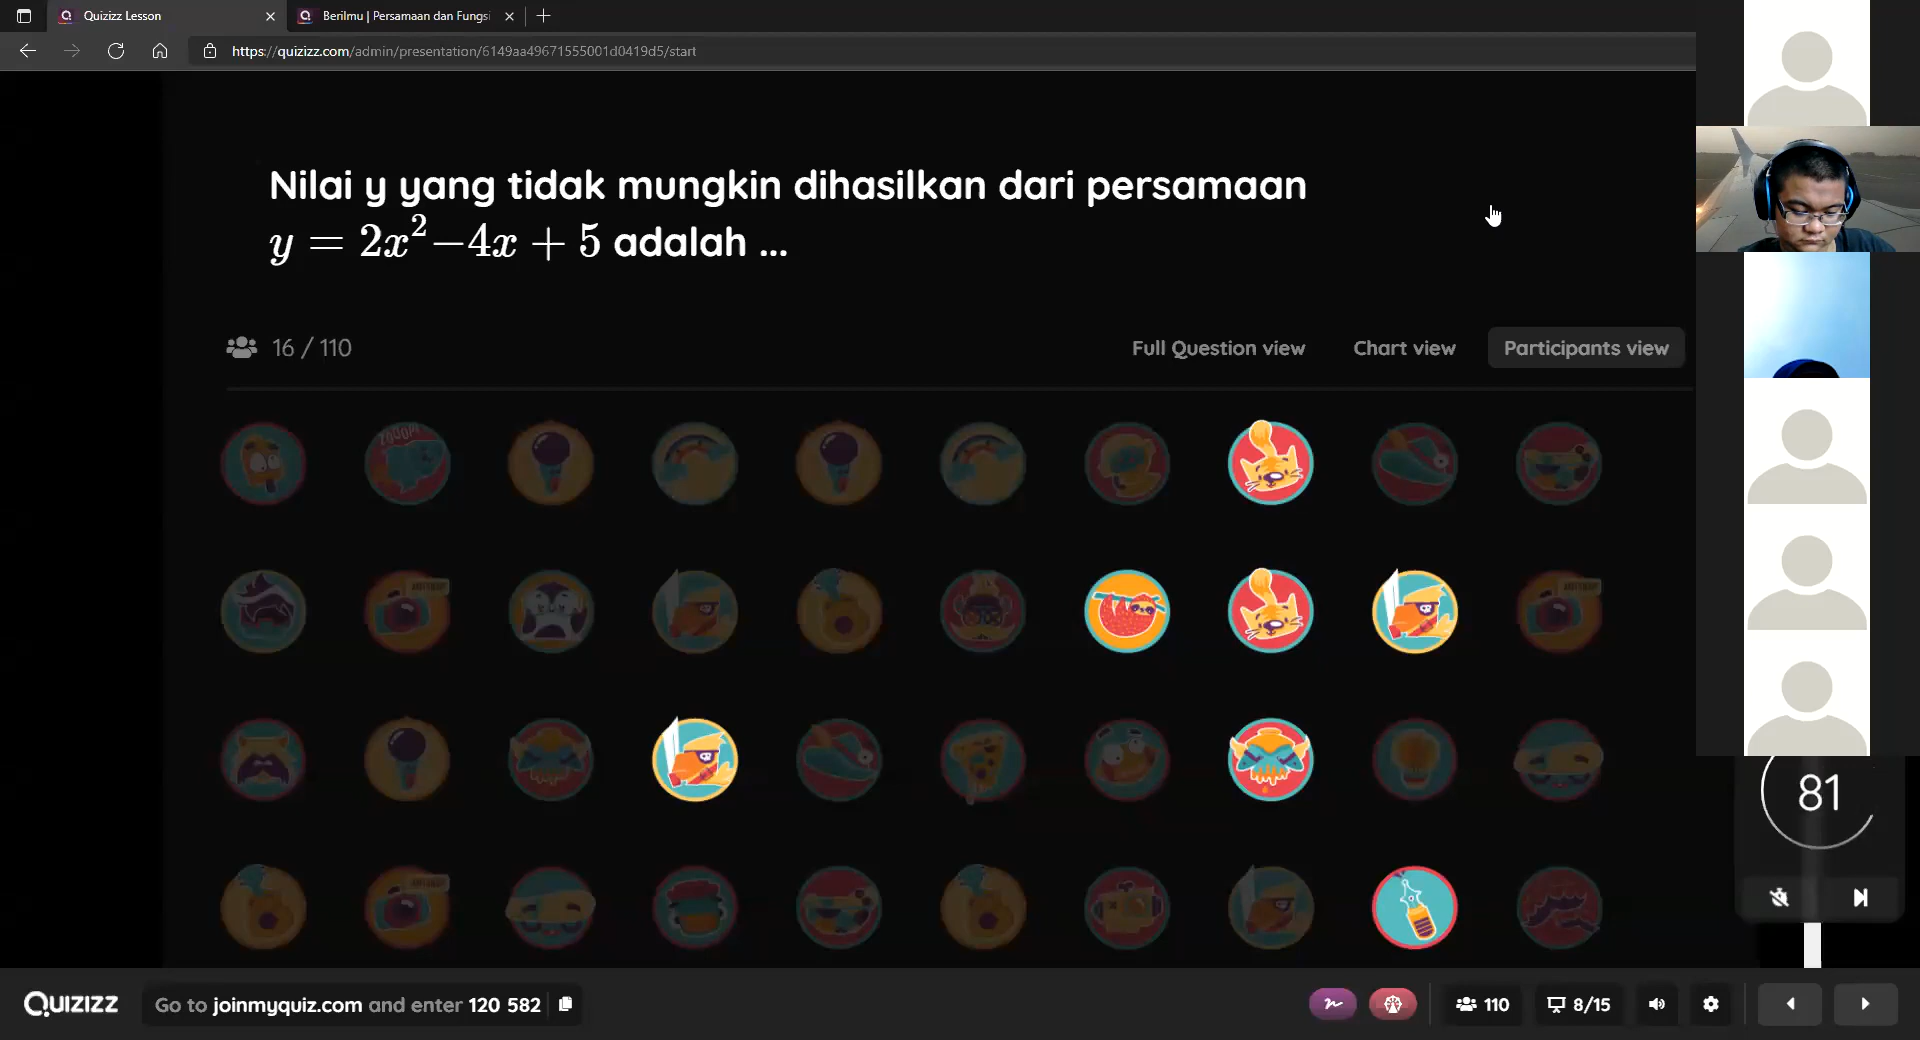 Quizizz Lesson
Berilmu | Persamaan dan Fungs
https://quizizz.com/admin/presentation/6149aa49671555001d0419d5/start
Nilai y yang tidak mungkin dihasilkan dari persamaan
y = 2x² − 4x + 5 adalah ...
16 / 110
Full Question view
Chart view
Participants view
ZOOOP!
81
QUIZIZZ
Go to joinmyquiz.com and enter 120 582
110
8/15